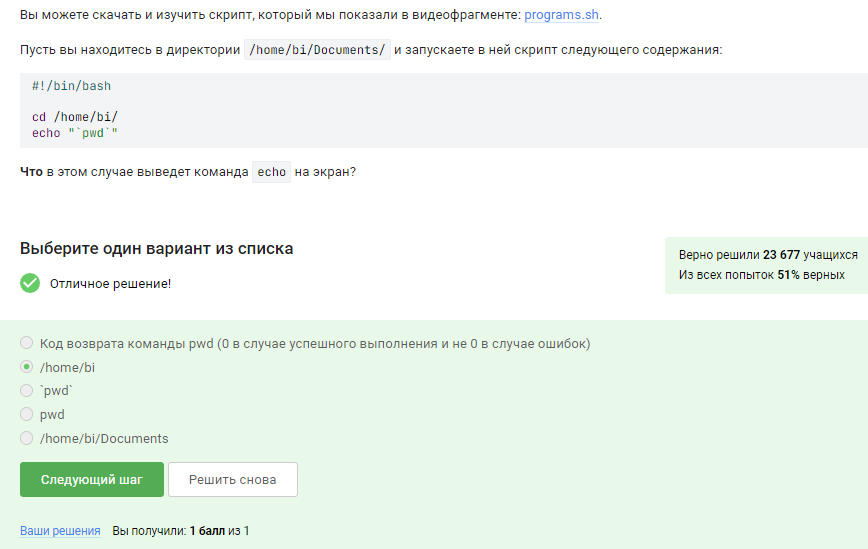 Вы можете скачать и изучить скрипт, который мы показали в видеофрагменте: programs.sh.
Пусть вы находитесь в директории /home/bi/Documents/ и запускаете в ней скрипт следующего содержания:
#!/bin/bash
cd /home/bi/
echo "`pwd`"
Что в этом случае выведет команда echo на экран?
Выберите один вариант из списка
Верно решили 23 677 учащихся
Из всех попыток 51% верных
Отличное решение!
Код возврата команды pwd (0 в случае успешного выполнения и не 0 в случае ошибок)
/home/bi
`pwd`
pwd
/home/bi/Documents
Следующий шаг
Решить снова
Ваши решения Вы получили: 1 балл из 1